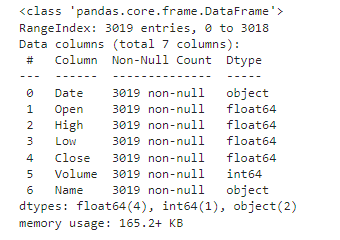 <class 'pandas.core.frame.DataFrame'>
RangeIndex: 3019 entries, 0 to 3018
Data columns (total 7 columns):
 #   Column  Non-Null Count  Dtype
---  ------  --------------  -----
 0   Date    3019 non-null   object
 1   Open    3019 non-null   float64
 2   High    3019 non-null   float64
 3   Low     3019 non-null   float64
 4   Close   3019 non-null   float64
 5   Volume  3019 non-null   int64
 6   Name    3019 non-null   object
dtypes: float64(4), int64(1), object(2)
memory usage: 165.2+ KB